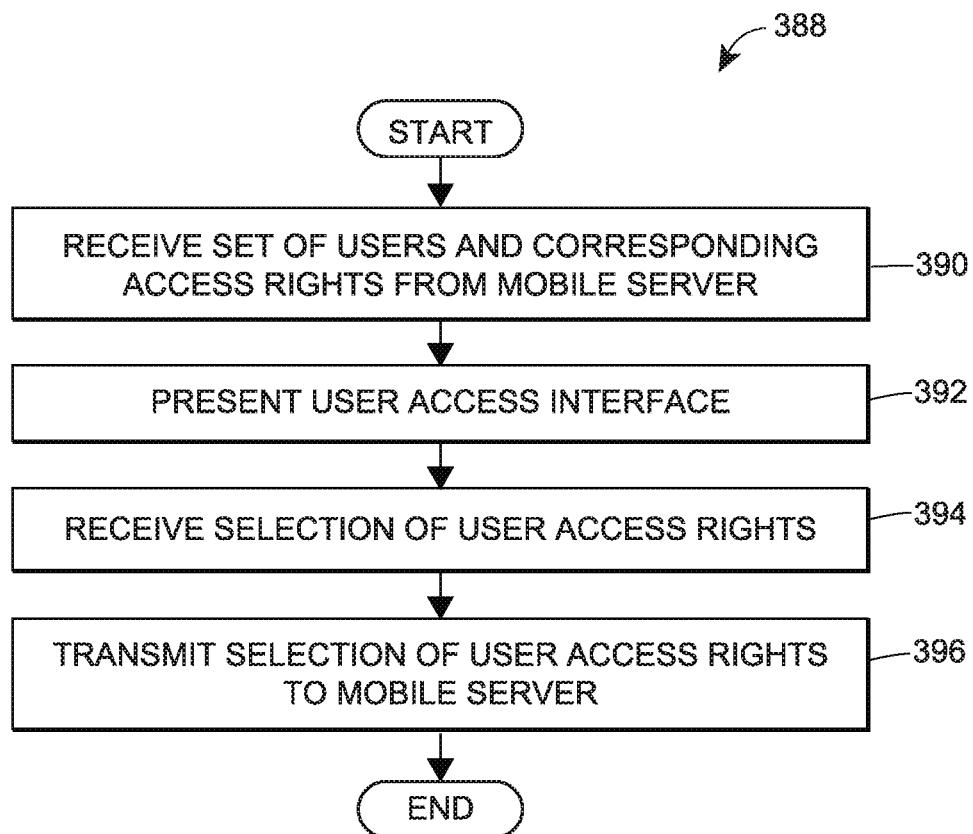 388
START
RECEIVE SET OF USERS AND CORRESPONDING
ACCESS RIGHTS FROM MOBILE SERVER
390
PRESENT USER ACCESS INTERFACE
392
RECEIVE SELECTION OF USER ACCESS RIGHTS
394
TRANSMIT SELECTION OF USER ACCESS RIGHTS
TO MOBILE SERVER
396
END